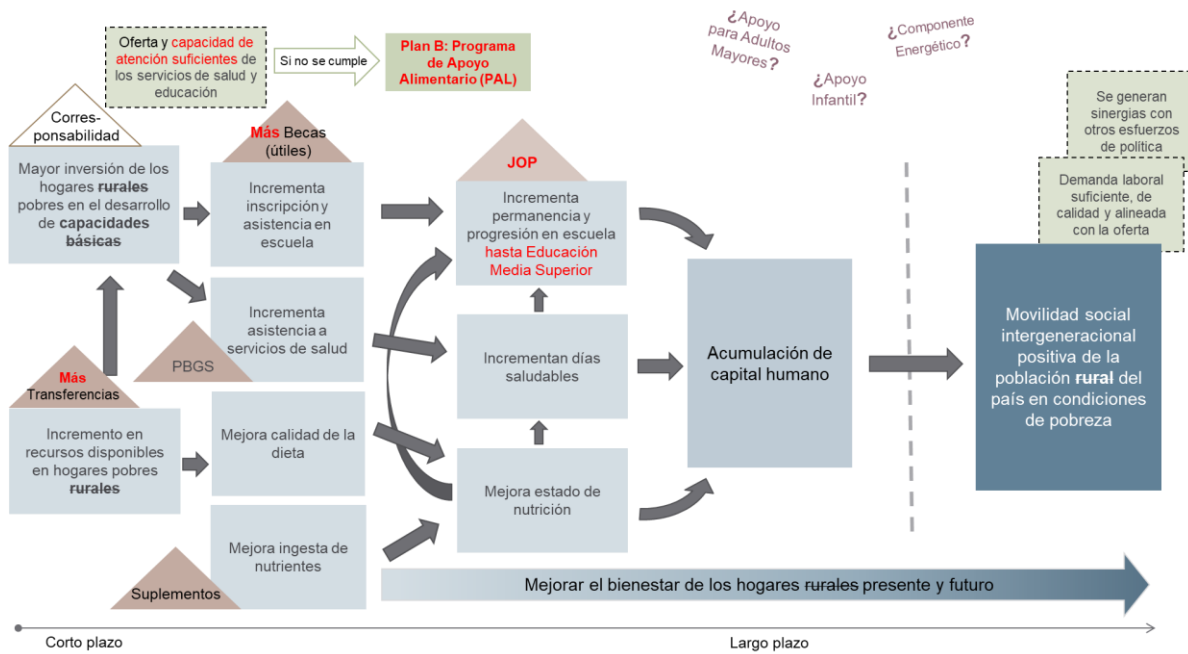 Oferta y capacidad de
atención suficientes de
los servicios de salud y
educación
Si no se cumple
Plan B: Programa
de Apoyo
Alimentario (PAL)
¿Apoyo
para Adultos
Mayores?
¿Componente
Energético?
¿Apoyo
Infantil?
Se generan
sinergias con
otros esfuerzos
de política
Demanda laboral
suficiente, de
calidad y alineada
con la oferta
Corres-
ponsabilidad
Mayor inversión de los
hogares rurales
pobres en el desarrollo
de capacidades
básicas
Más Becas
(útiles)
Incrementa
inscripción y
asistencia en
escuela
JOP
Incrementa
permanencia y
progresión en escuela
hasta Educación
Media Superior
Incrementa
asistencia a
servicios de salud
PBGS
Incrementan días
saludables
Acumulación de
capital humano
Movilidad social
intergeneracional
positiva de la
población rural del
país en condiciones
de pobreza
Más
Transferencias
Incremento en
recursos disponibles
en hogares pobres
rurales
Mejora calidad de la
dieta
Mejora estado de
nutrición
Mejora ingesta de
nutrientes
Suplementos
Mejorar el bienestar de los hogares rurales presente y futuro
Corto plazo
Largo plazo